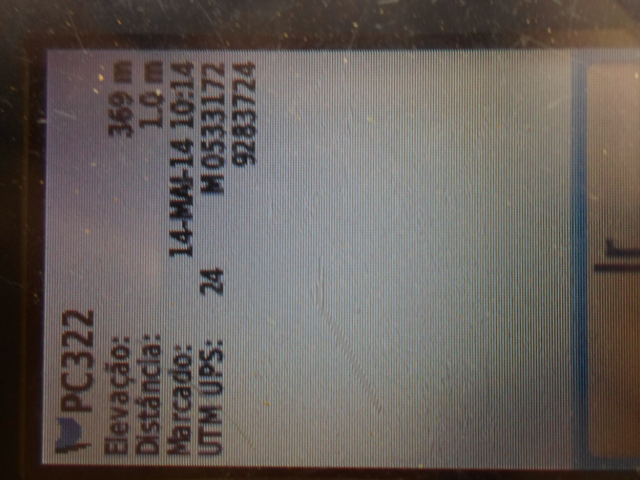 PC322
Elevação: 369 m
Distância: 1.0 m
Marcado: 14-MAI-14 10:14
UTM UPS: 24 M 0533172
9283724
Ir